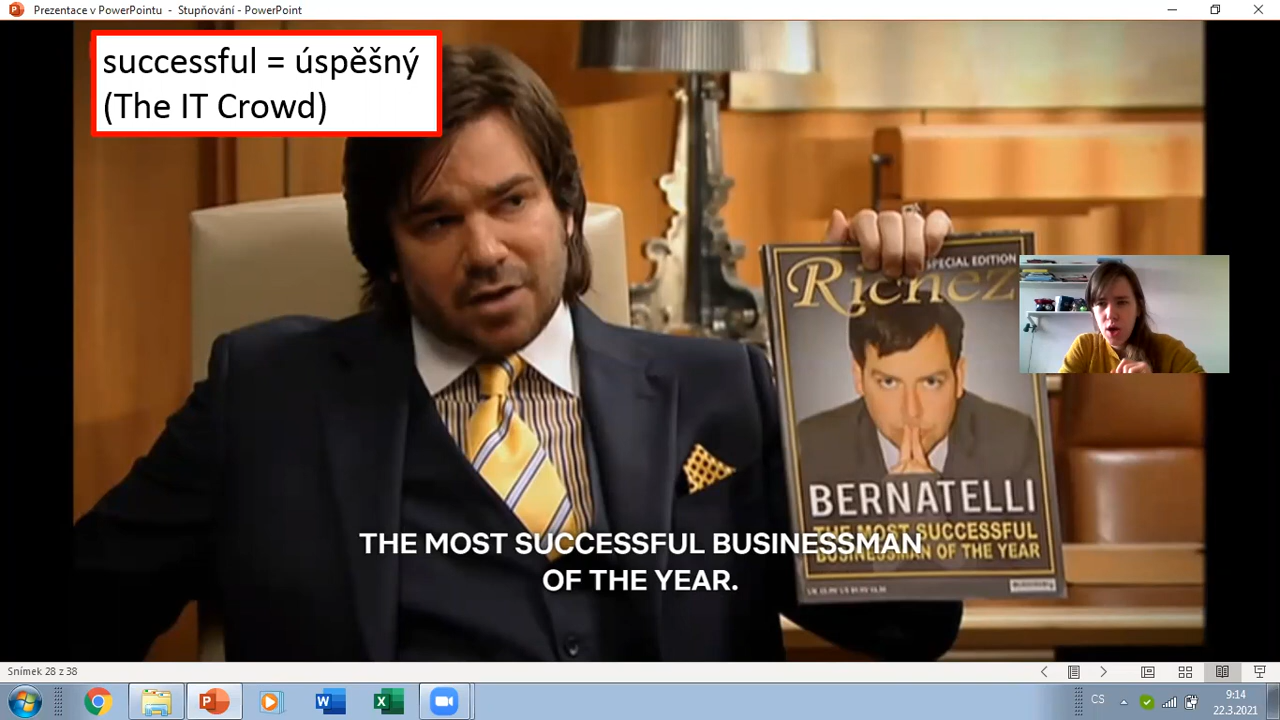 Prezentace v PowerPointu - Stupňování - PowerPoint
successful = úspěšný
(The IT Crowd)
SPECIAL EDITION
Richez
BERNATELLI
THE MOST SUCCESSFUL
BUSINESSMAN OF THE YEAR
THE MOST SUCCESSFUL BUSINESSMAN
OF THE YEAR.
Snímek 28 z 38
CS
9:14
22.3.2021